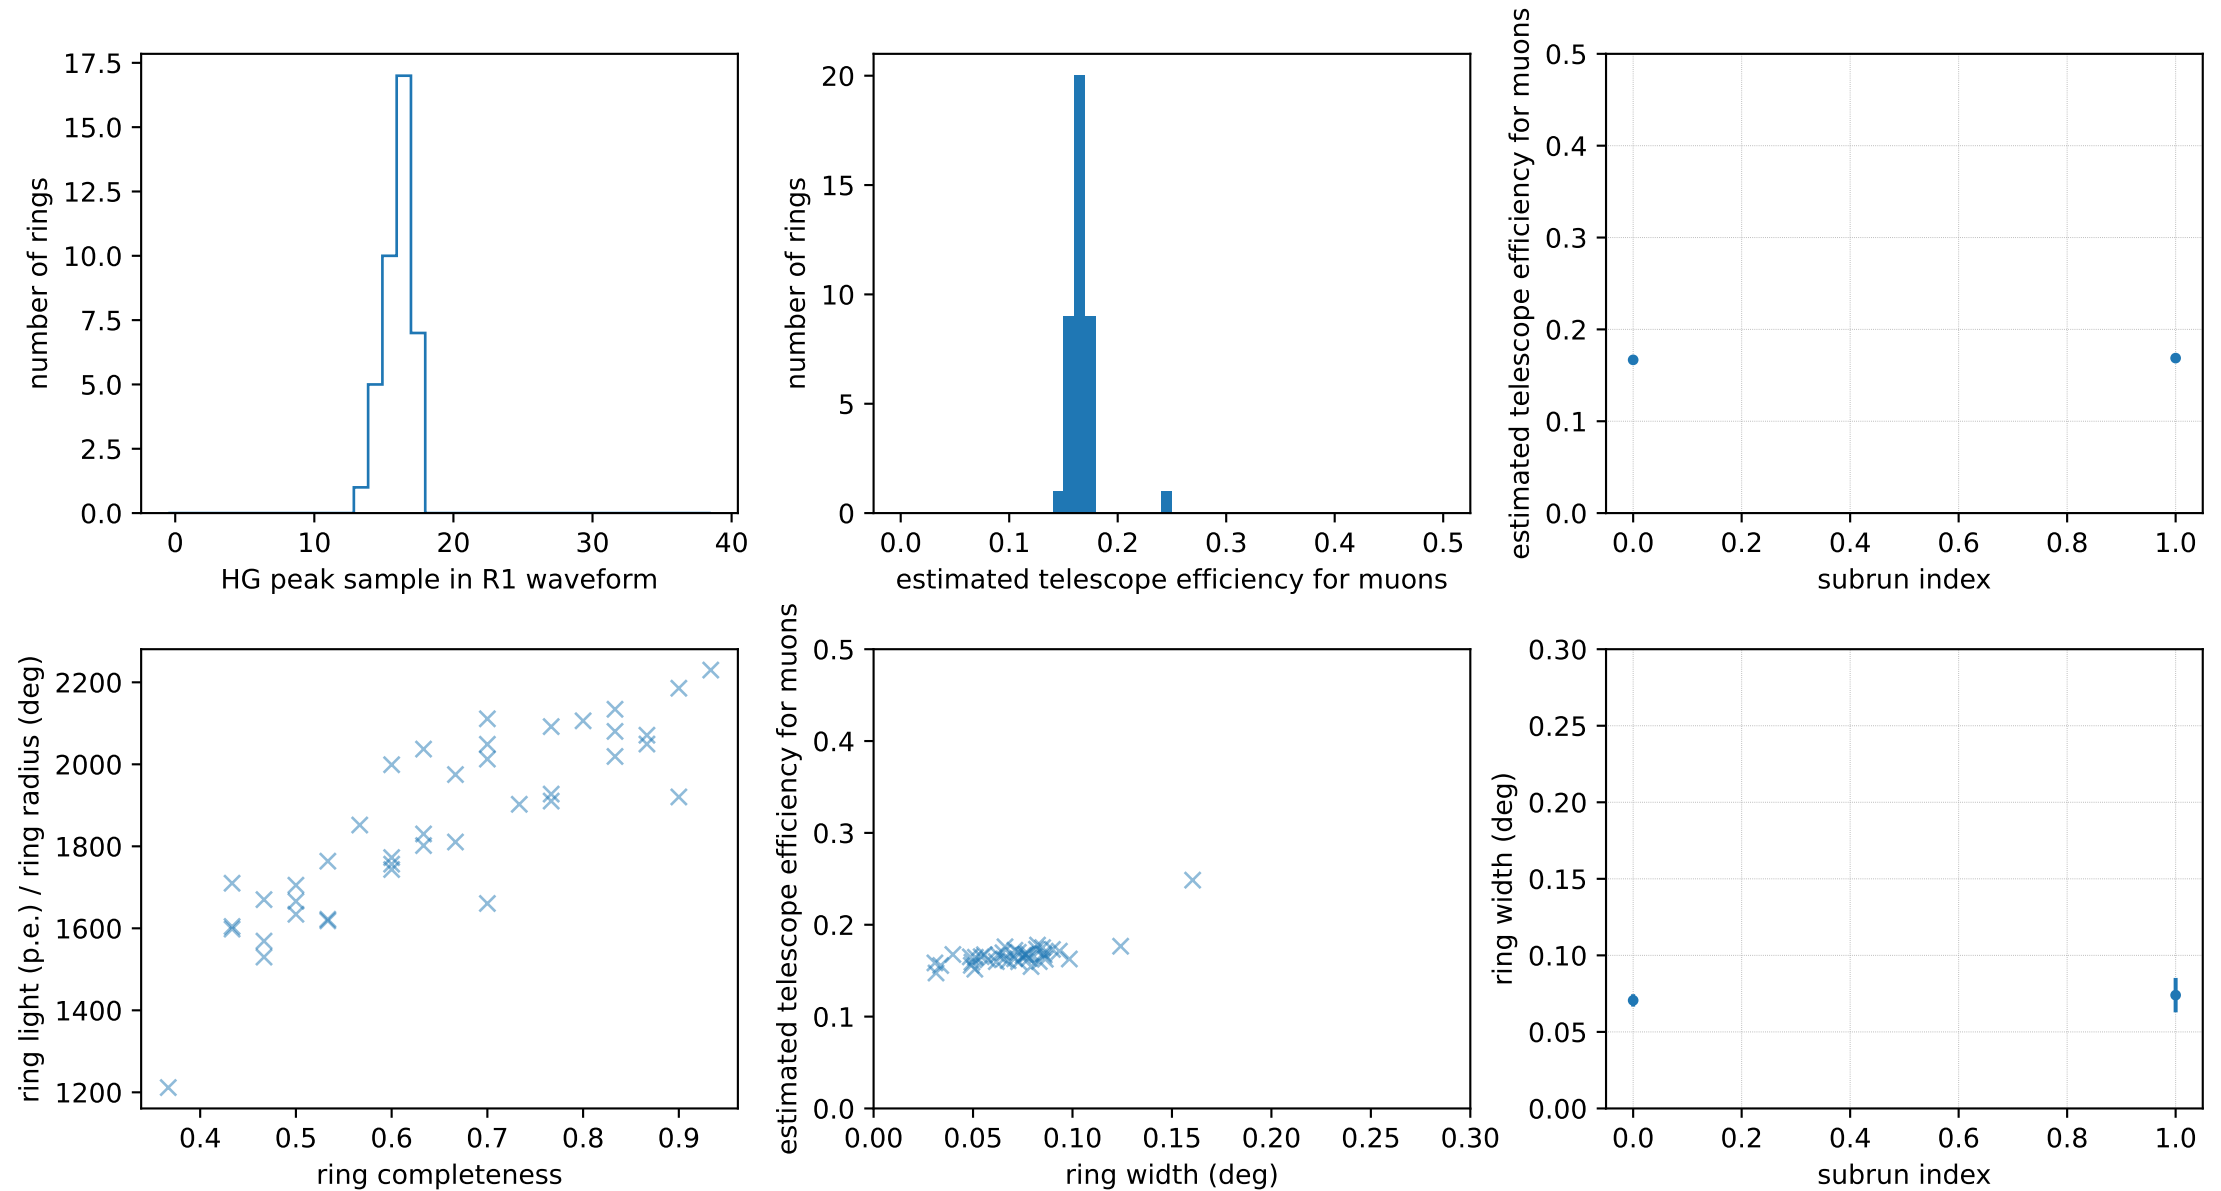 17.5
15.0
12.5
10.0
7.5
5.0
2.5
0.0
number of rings
0 10 20 30 40
HG peak sample in R1 waveform
20
15
10
5
0
number of rings
0.0 0.1 0.2 0.3 0.4 0.5
estimated telescope efficiency for muons
0.5
0.4
0.3
0.2
0.1
0.0
estimated telescope efficiency for muons
0.0 0.2 0.4 0.6 0.8 1.0
subrun index
2200
2000
1800
1600
1400
1200
ring light (p.e.) / ring radius (deg)
0.4 0.5 0.6 0.7 0.8 0.9
ring completeness
0.5
0.4
0.3
0.2
0.1
0.0
estimated telescope efficiency for muons
0.00 0.05 0.10 0.15 0.20 0.25 0.30
ring width (deg)
0.30
0.25
0.20
0.15
0.10
0.05
0.00
ring width (deg)
0.0 0.2 0.4 0.6 0.8 1.0
subrun index